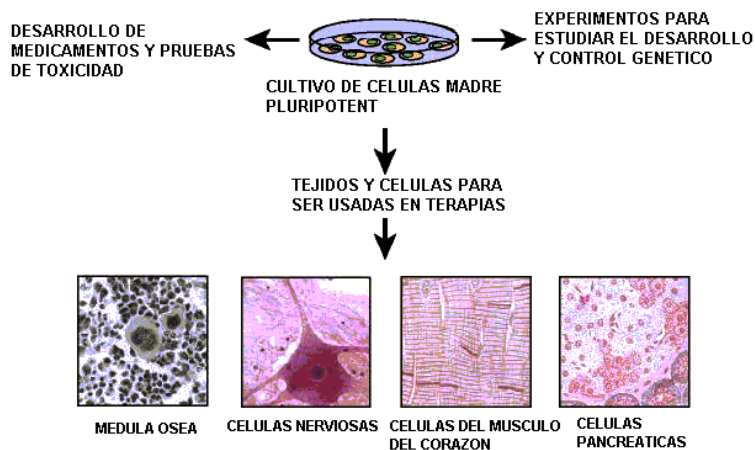 DESARROLLO DE
MEDICAMENTOS Y PRUEBAS
DE TOXICIDAD
EXPERIMENTOS PARA
ESTUDIAR EL DESARROLLO
Y CONTROL GENETICO
CULTIVO DE CELULAS MADRE
PLURIPOTENT
TEJIDOS Y CELULAS PARA
SER USADAS EN TERAPIAS
MEDULA OSEA
CELULAS NERVIOSAS
CELULAS DEL MUSCULO
DEL CORAZON
CELULAS
PANCREATICAS